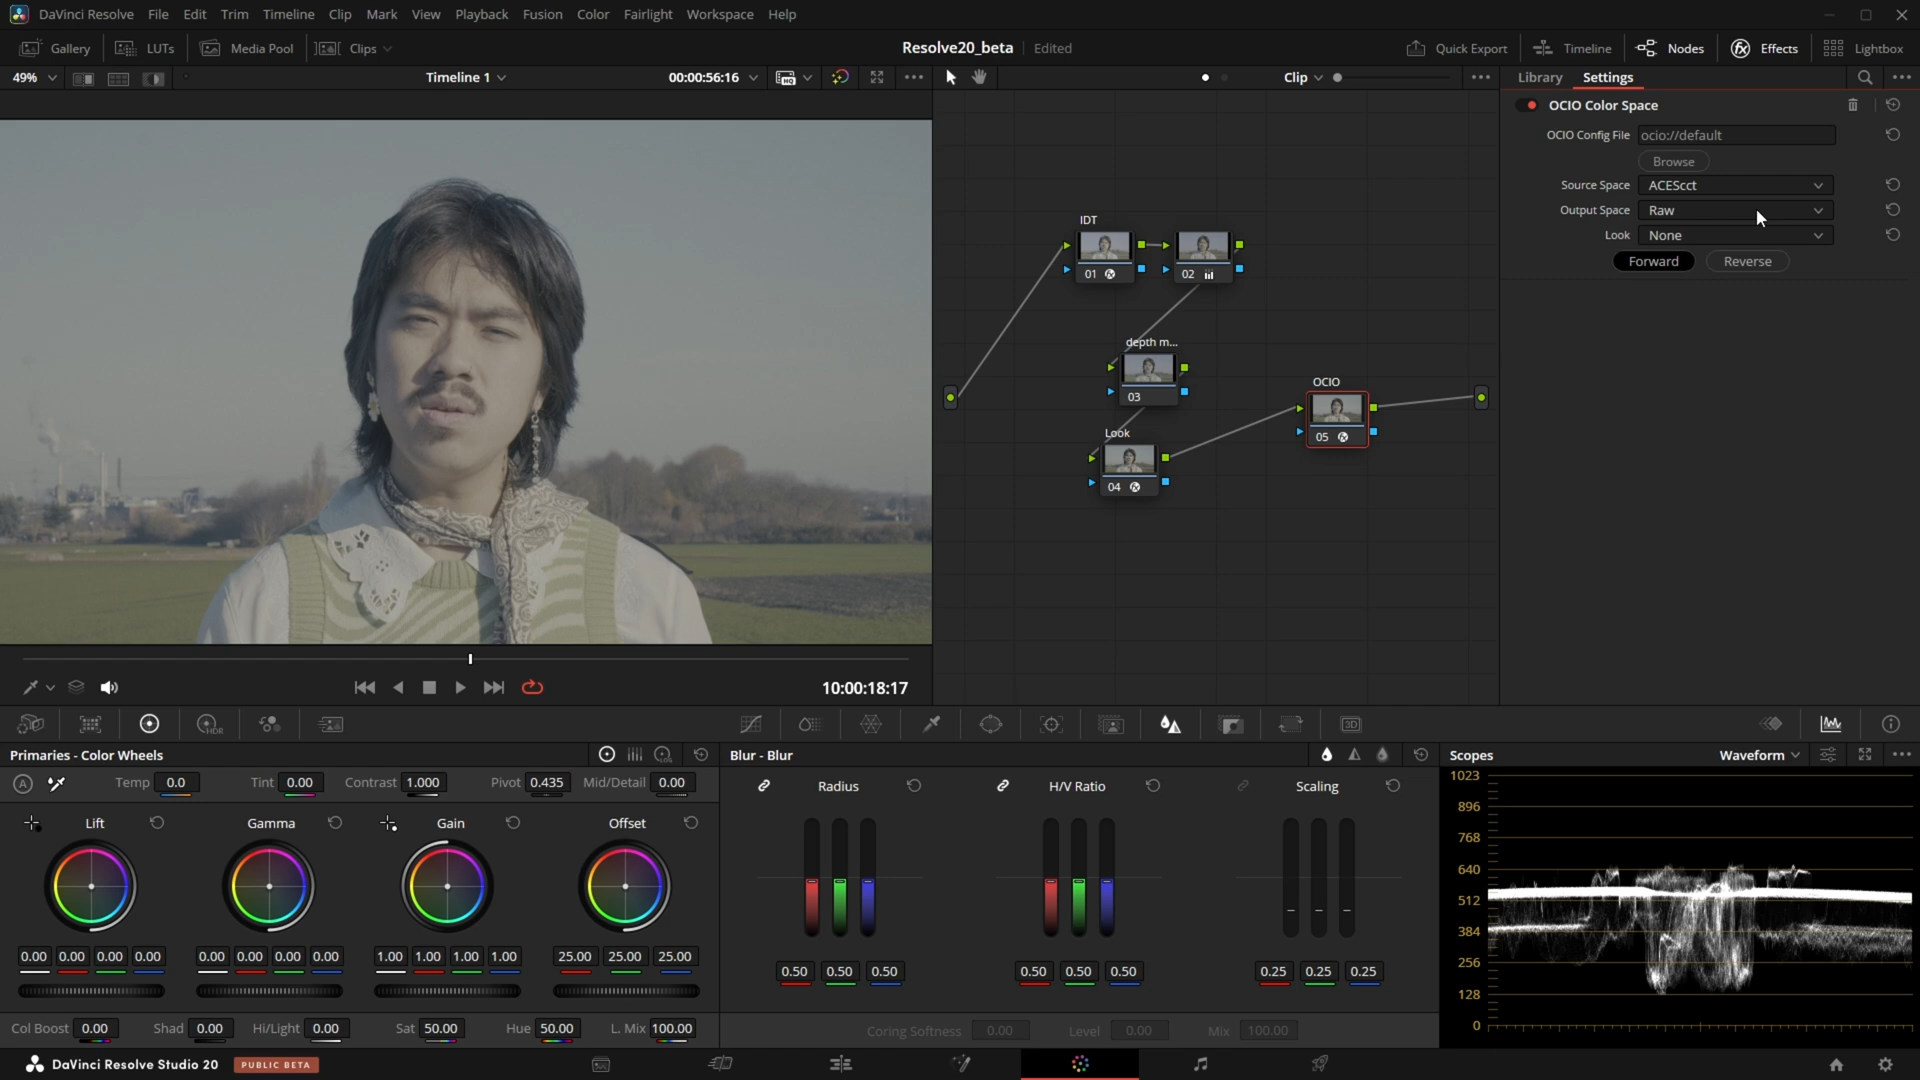 DaVinci Resolve File Edit Trim Timeline Clip Mark View Playback Fusion Color Fairlight Workspace Help
Gallery LUTs Media Pool Clips Resolve20_beta Edited Quick Export Timeline Nodes Effects Lightbox
49% Timeline 1 00:00:56:16 Clip Library Settings
OCIO Color Space
OCIO Config File ocio://default
Browse
Source Space ACEScct
Output Space Raw
Look None
Forward Reverse
IDT
01 02
depth m...
03
OCIO
05
Look
04
10:00:18:17
Primaries - Color Wheels
Temp 0.0 Tint 0.00 Contrast 1.000 Pivot 0.435 Mid/Detail 0.00
Lift Gamma Gain Offset
0.00 0.00 0.00 0.00 0.00 0.00 0.00 0.00 1.00 1.00 1.00 1.00 25.00 25.00 25.00
Col Boost 0.00 Shad 0.00 Hi/Light 0.00 Sat 50.00 Hue 50.00 L. Mix 100.00
Blur - Blur
Radius H/V Ratio Scaling
0.50 0.50 0.50 0.50 0.50 0.50 0.25 0.25 0.25
Coring Softness 0.00 Level 0.00 Mix 100.00
Scopes Waveform
1023
896
768
640
512
384
256
128
0
DaVinci Resolve Studio 20 PUBLIC BETA